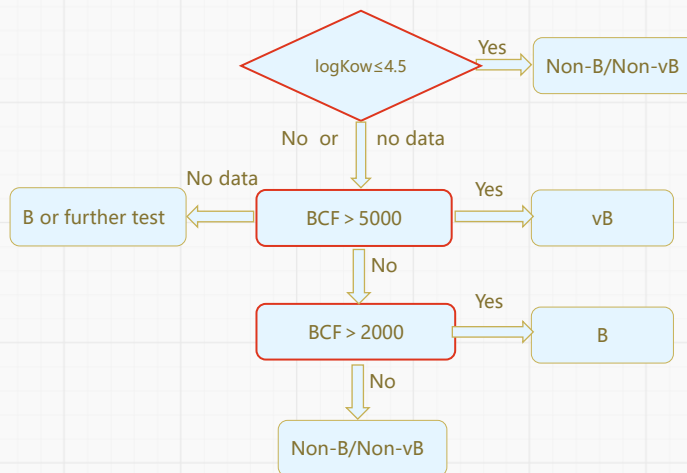 Yes
logKow≤4.5
Non-B/Non-vB
No or no data
No data
Yes
B or further test
BCF > 5000
vB
No
Yes
BCF > 2000
B
No
Non-B/Non-vB